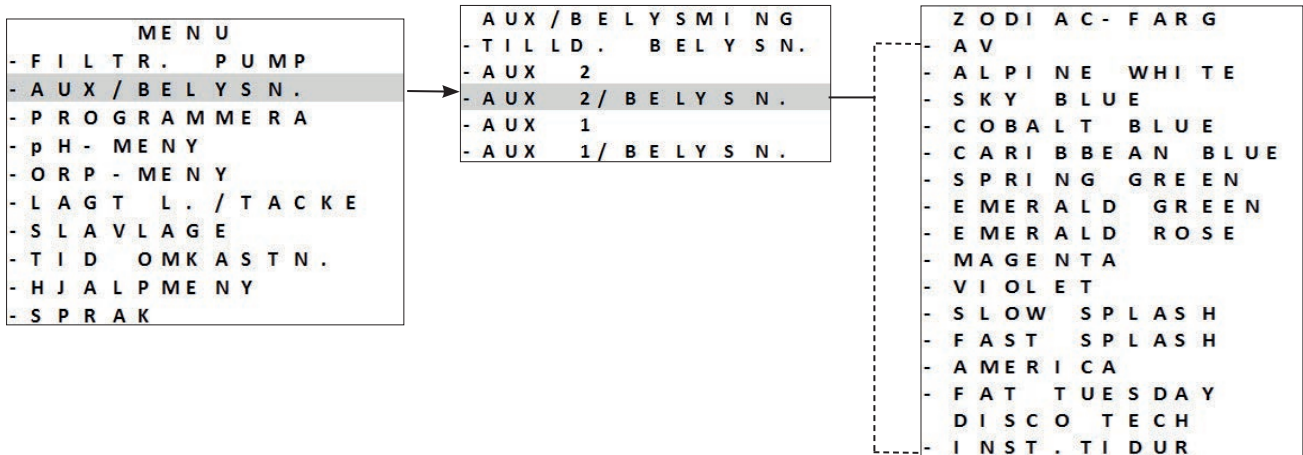 MENU
-FILTR. PUMP
-AUX/BELYSN.
-PROGRAMMERA
-pH-MENY
-ORP-MENY
-LAGT L./TACKE
-SLAVLAGE
-TID OMKASTN.
-HJALPMENY
-SPRAK
AUX/BELYSMING
-TILLD. BELYSN.
-AUX 2
-AUX 2/BELYSN.
-AUX 1
-AUX 1/BELYSN.
ZODIAC-FARG
- AV
- ALPINE WHITE
- SKY BLUE
- COBALT BLUE
- CARIBBEAN BLUE
- SPRING GREEN
- EMERALD GREEN
- EMERALD ROSE
- MAGENTA
- VIOLET
- SLOW SPLASH
- FAST SPLASH
- AMERICA
- FAT TUESDAY
DISCO TECH
- INST.TIDUR